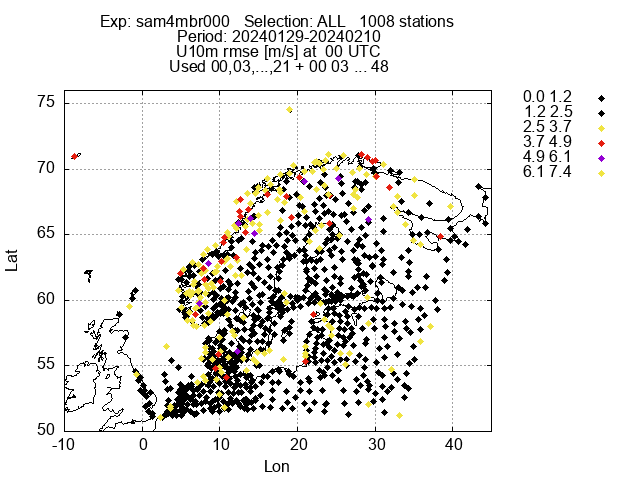 Exp: sam4mbr000   Selection: ALL   1008 stations
Period: 20240129-20240210
U10m rmse [m/s] at  00 UTC
Used 00,03,...,21 + 00 03 ... 48
0.0 1.2
1.2 2.5
2.5 3.7
3.7 4.9
4.9 6.1
6.1 7.4
75
70
65
60
55
50
Lat
-10 0 10 20 30 40
Lon